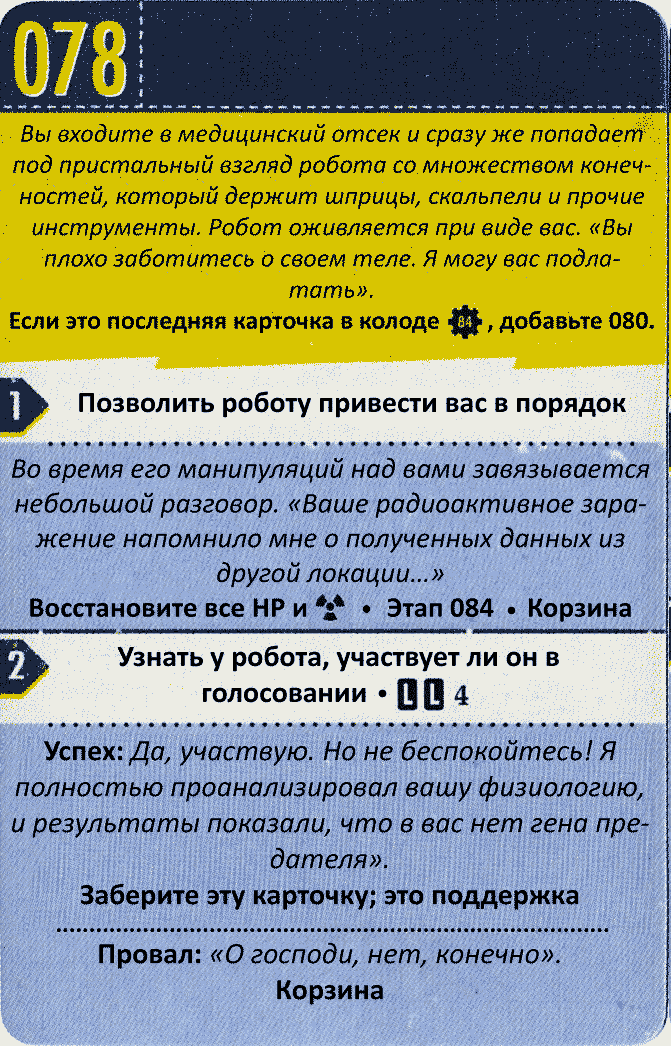 078
Вы входите в медицинский отсек и сразу же попадает
под пристальный взгляд робота со множеством конеч-
ностей, который держит шприцы, скальпели и прочие
инструменты. Робот оживляется при виде вас. «Вы
плохо заботитесь о своем теле. Я могу вас подла-
тать».
Если это последняя карточка в колоде 84 , добавьте 080.
1 Позволить роботу привести вас в порядок
Во время его манипуляций над вами завязывается
небольшой разговор. «Ваше радиоактивное зара-
жение напомнило мне о полученных данных из
другой локации...»
Восстановите все HP и • Этап 084 • Корзина
2 Узнать у робота, участвует ли он в
голосовании • L L 4
Успех: Да, участвую. Но не беспокойтесь! Я
полностью проанализировал вашу физиологию,
и результаты показали, что в вас нет гена пре-
дателя».
Заберите эту карточку; это поддержка
Провал: «О господи, нет, конечно».
Корзина